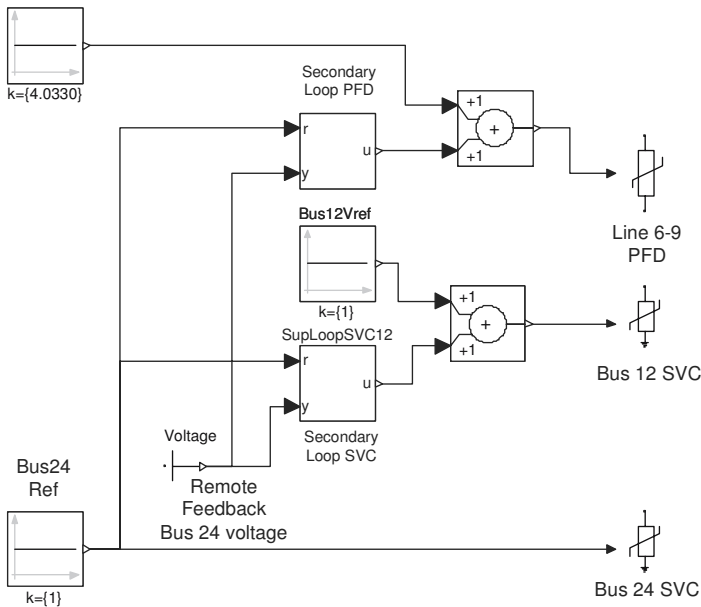 k={4.0330}
Secondary
Loop PFD
r
y
u
+1
+
+1
Line 6-9
PFD
Bus12Vref
k={1}
+1
+
+1
Bus 12 SVC
SupLoopSVC12
r
y
u
Secondary
Loop SVC
Voltage
Remote
Feedback
Bus 24 voltage
Bus24
Ref
k={1}
Bus 24 SVC